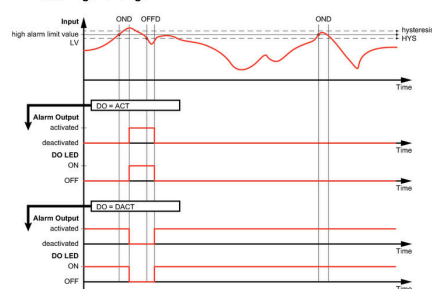 OND OFFD OND
Input
high alarm limit value
LV
hysteresis
HYS
Time
DO = ACT
Alarm Output
activated
deactivated
Time
DO LED
ON
OFF
Time
DO = DACT
Alarm Output
activated
deactivated
Time
DO LED
ON
OFF
Time